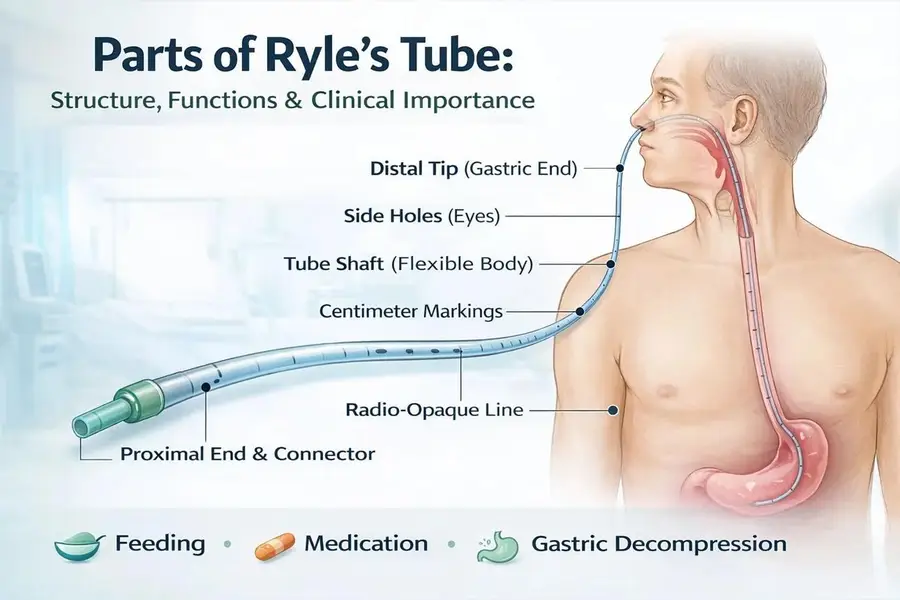 Parts of Ryle's Tube:
Structure, Functions & Clinical Importance
Distal Tip (Gastric End)
Side Holes (Eyes)
Tube Shaft (Flexible Body)
Centimeter Markings
Radio-Opaque Line
Proximal End & Connector
Feeding • Medication • Gastric Decompression